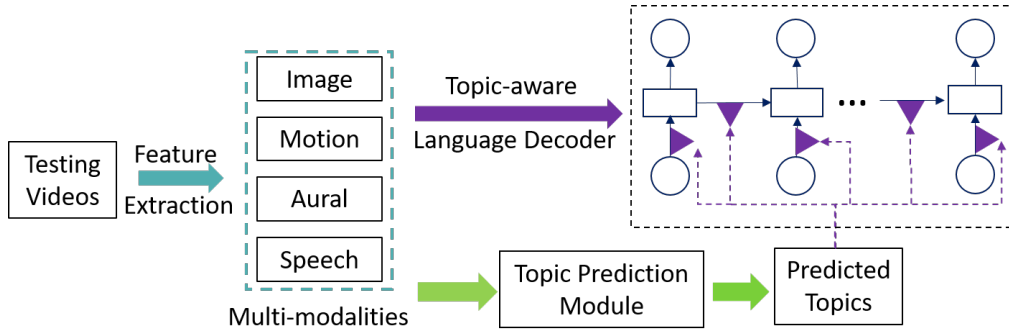 Testing
Videos
Feature
Extraction
Image
Motion
Aural
Speech
Multi-modalities
Topic-aware
Language Decoder
Topic Prediction
Module
Predicted
Topics